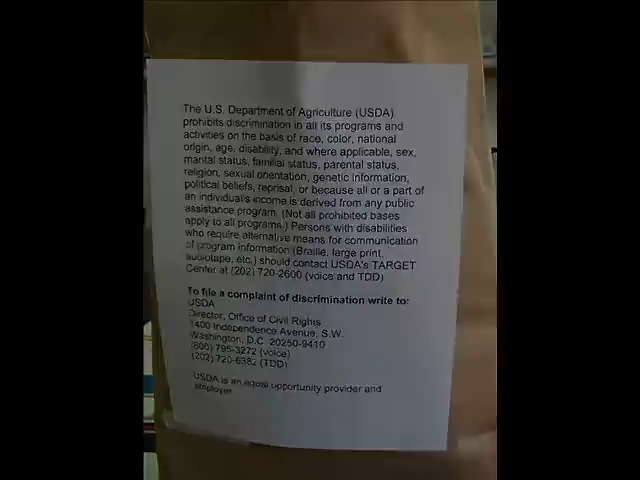 The U.S. Department of Agriculture (USDA)
prohibits discrimination in all its programs and
activities on the basis of race, color, national
origin, age, disability, and where applicable, sex,
marital status, familial status, parental status,
religion, sexual orientation, genetic information,
political beliefs, reprisal, or because all or a part of
an individual's income is derived from any public
assistance program. (Not all prohibited bases
apply to all programs.) Persons with disabilities
who require alternative means for communication
of program information (Braille, large print,
audiotape, etc.) should contact USDA's TARGET
Center at (202) 720-2600 (voice and TDD)
To file a complaint of discrimination write to:
USDA
Director, Office of Civil Rights
1400 Independence Avenue, S.W.
Washington, D.C. 20250-9410
(800) 795-3272 (voice)
(202) 720-6382 (TDD)
USDA is an equal opportunity provider and
employer.